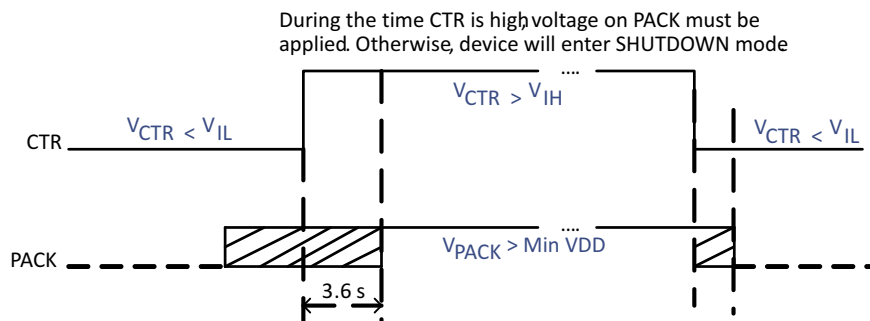 During the time CTR is high,voltage on PACK must be
applied. Otherwise, device will enter SHUTDOWN mode
....
VCTR > VIH
VCTR < VIL
VCTR < VIL
CTR
....
VPACK > Min VDD
PACK
3.6 s